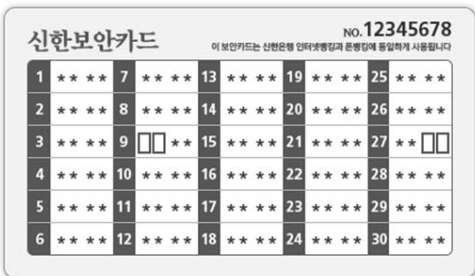 신한보안카드
NO.12345678
이 보안카드는 신한은행 인터넷뱅킹과 폰뱅킹에 동일하게 사용됩니다
1 ** ** 7 ** ** 13 ** ** 19 ** ** 25 ** **
2 ** ** 8 ** ** 14 ** ** 20 ** ** 26 ** **
3 ** ** 9 □□ ** 15 ** ** 21 ** ** 27 ** □□
4 ** ** 10 ** ** 16 ** ** 22 ** ** 28 ** **
5 ** ** 11 ** ** 17 ** ** 23 ** ** 29 ** **
6 ** ** 12 ** ** 18 ** ** 24 ** ** 30 ** **